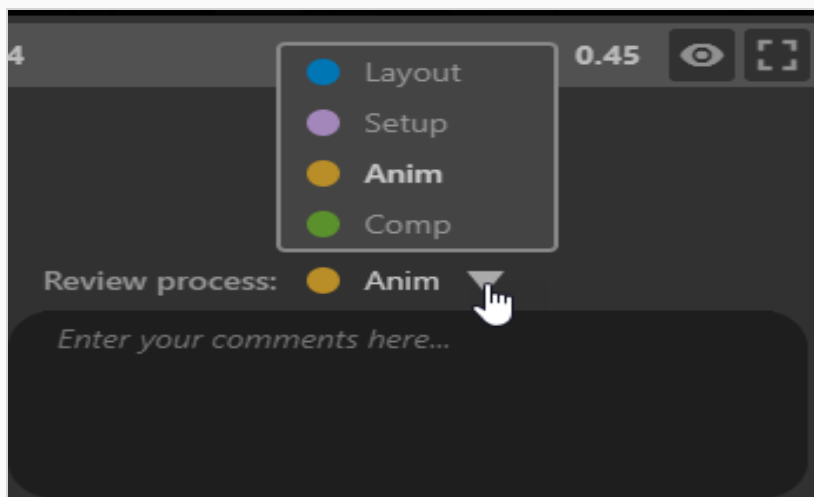 4
0.45
Layout
Setup
Anim
Comp
Review process: Anim
Enter your comments here...